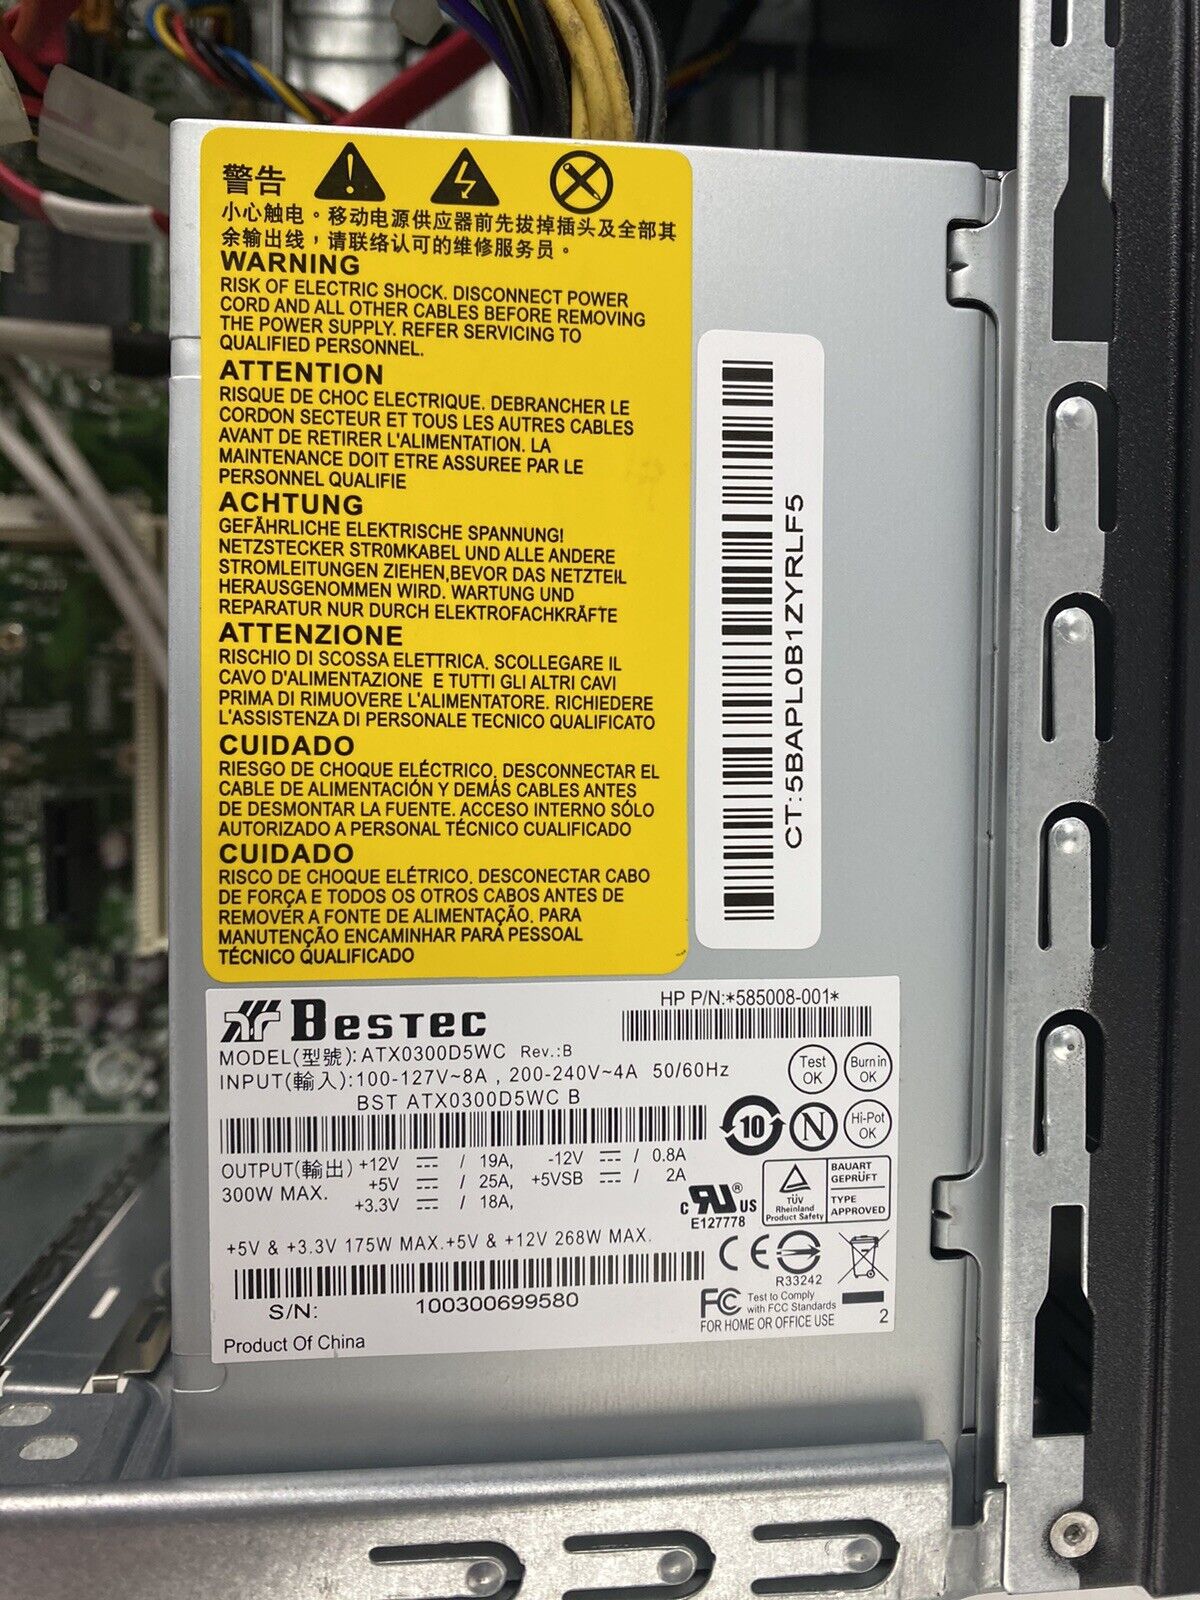 警告
小心触电。移动电源供应器前先拔掉插头及全部其
余输出线，请联络认可的维修服务员。
WARNING
RISK OF ELECTRIC SHOCK. DISCONNECT POWER
CORD AND ALL OTHER CABLES BEFORE REMOVING
THE POWER SUPPLY. REFER SERVICING TO
QUALIFIED PERSONNEL.
ATTENTION
RISQUE DE CHOC ELECTRIQUE. DEBRANCHER LE
CORDON SECTEUR ET TOUS LES AUTRES CABLES
AVANT DE RETIRER L'ALIMENTATION. LA
MAINTENANCE DOIT ETRE ASSUREE PAR LE
PERSONNEL QUALIFIE
ACHTUNG
GEFÄHRLICHE ELEKTRISCHE SPANNUNG!
NETZSTECKER STR0MKABEL UND ALLE ANDERE
STROMLEITUNGEN ZIEHEN,BEVOR DAS NETZTEIL
HERAUSGENOMMEN WIRD. WARTUNG UND
REPARATUR NUR DURCH ELEKTROFACHKRÄFTE
ATTENZIONE
RISCHIO DI SCOSSA ELETTRICA. SCOLLEGARE IL
CAVO D'ALIMENTAZIONE E TUTTI GLI ALTRI CAVI
PRIMA DI RIMUOVERE L'ALIMENTATORE. RICHIEDERE
L'ASSISTENZA DI PERSONALE TECNICO QUALIFICATO
CUIDADO
RIESGO DE CHOQUE ELÉCTRICO. DESCONNECTAR EL
CABLE DE ALIMENTACIÓN Y DEMÁS CABLES ANTES
DE DESMONTAR LA FUENTE. ACCESO INTERNO SÓLO
AUTORIZADO A PERSONAL TÉCNICO CUALIFICADO
CUIDADO
RISCO DE CHOQUE ELÉTRICO. DESCONECTAR CABO
DE FORÇA E TODOS OS OTROS CABOS ANTES DE
REMOVER A FONTE DE ALIMENTAÇÃO. PARA
MANUTENÇÃO ENCAMINHAR PARA PESSOAL
TÉCNICO QUALIFICADO
CT:5BAPL0B1ZYRLF5
BESTEC
HP P/N:*585008-001*
MODEL(型號):ATX0300D5WC Rev.:B
INPUT(輸入):100-127V~8A , 200-240V~4A 50/60Hz
BST ATX0300D5WC B
Test OK
Burn in OK
10
N
Hi-Pot OK
OUTPUT(輸出) +12V / 19A, -12V / 0.8A
300W MAX. +5V / 25A, +5VSB / 2A
+3.3V / 18A,
+5V & +3.3V 175W MAX.+5V & +12V 268W MAX.
c RU ® US
E127778
TÜV
Rheinland
Product Safety
BAUART
GEPRÜFT
TYPE
APPROVED
CE
R33242
S/N: 100300699580
FC Test to Comply
with FCC Standards
FOR HOME OR OFFICE USE
2
Product Of China